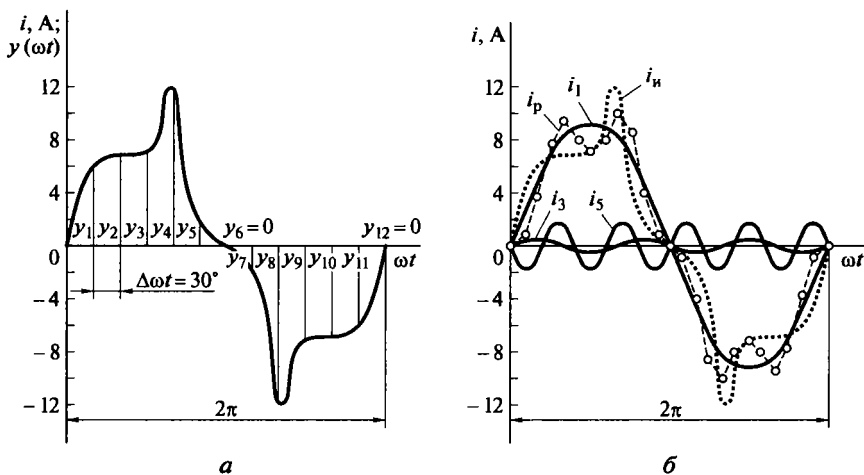 i, A;
y (ωt)
12
8
4
0
−4
−8
−12
y₁ y₂ y₃ y₄ y₅
y₆ = 0
y₁₂ = 0
y₇ y₈ y₉ y₁₀ y₁₁
ωt
Δωt = 30°
2π
а
i, A
12
8
4
0
−4
−8
−12
iр
i₁
iи
i₃
i₅
ωt
2π
б